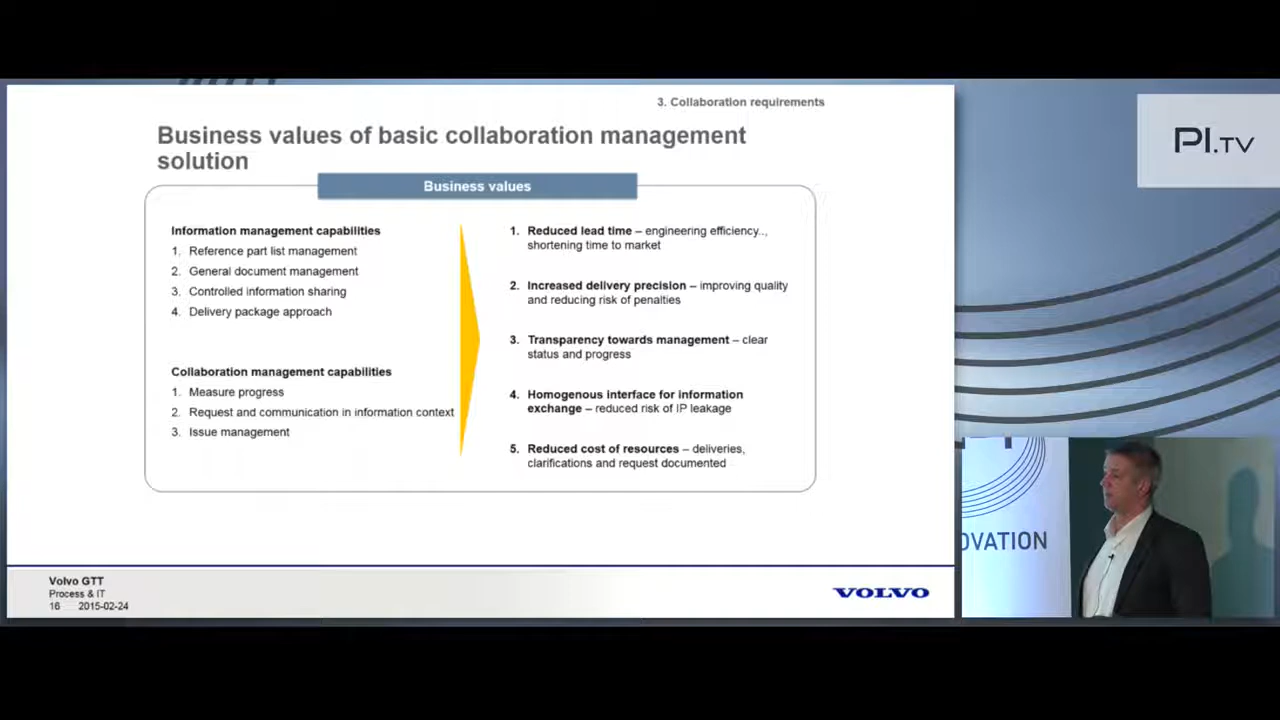 3. Collaboration requirements
Business values of basic collaboration management
solution
Business values
Information management capabilities
1. Reference part list management
2. General document management
3. Controlled information sharing
4. Delivery package approach
Collaboration management capabilities
1. Measure progress
2. Request and communication in information context
3. Issue management
1. Reduced lead time – engineering efficiency..,
shortening time to market
2. Increased delivery precision – improving quality
and reducing risk of penalties
3. Transparency towards management – clear
status and progress
4. Homogenous interface for information
exchange – reduced risk of IP leakage
5. Reduced cost of resources – deliveries,
clarifications and request documented
Volvo GTT
Process & IT
16 2015-02-24
VOLVO
PI.TV
OVATION